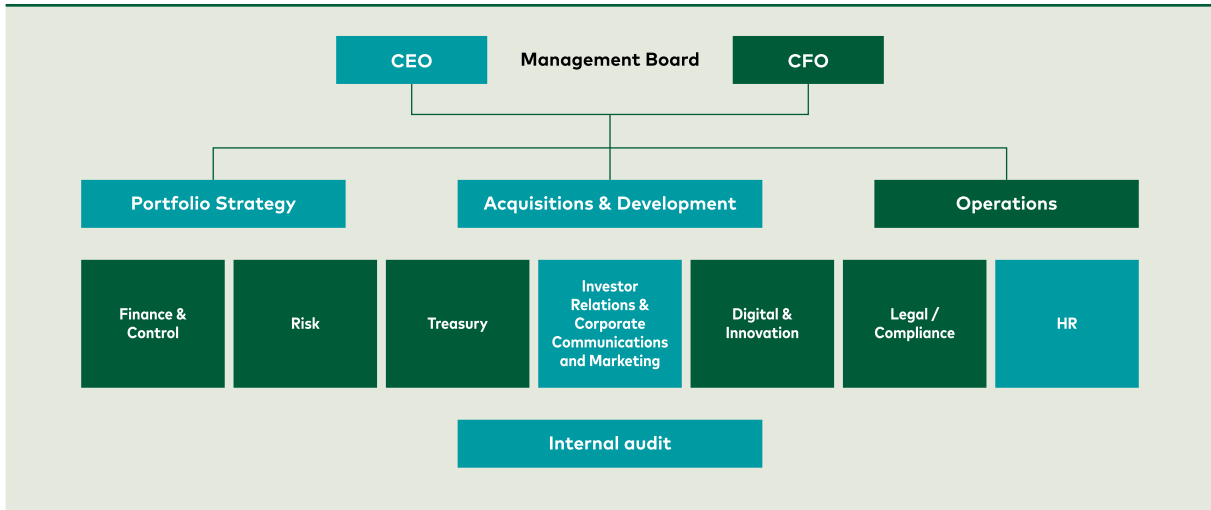 CEO
Management Board
CFO
Portfolio Strategy
Acquisitions & Development
Operations
Finance &
Control
Risk
Treasury
Investor
Relations &
Corporate
Communications
and Marketing
Digital &
Innovation
Legal /
Compliance
HR
Internal audit